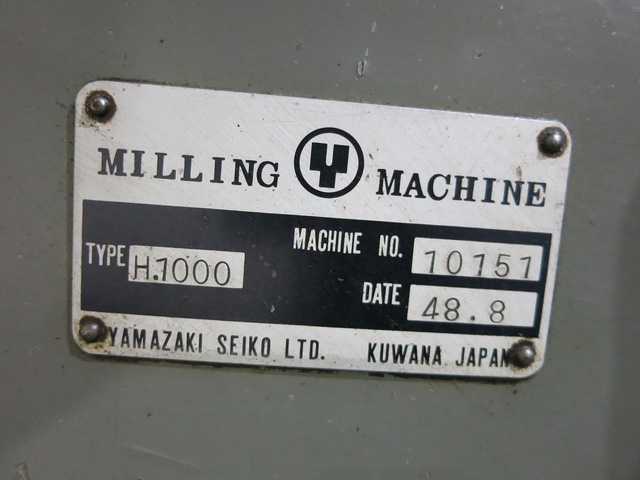 MILLING Y MACHINE
MACHINE NO. 10151
TYPE H.1000
DATE 48.8
YAMAZAKI SEIKO LTD. KUWANA JAPAN